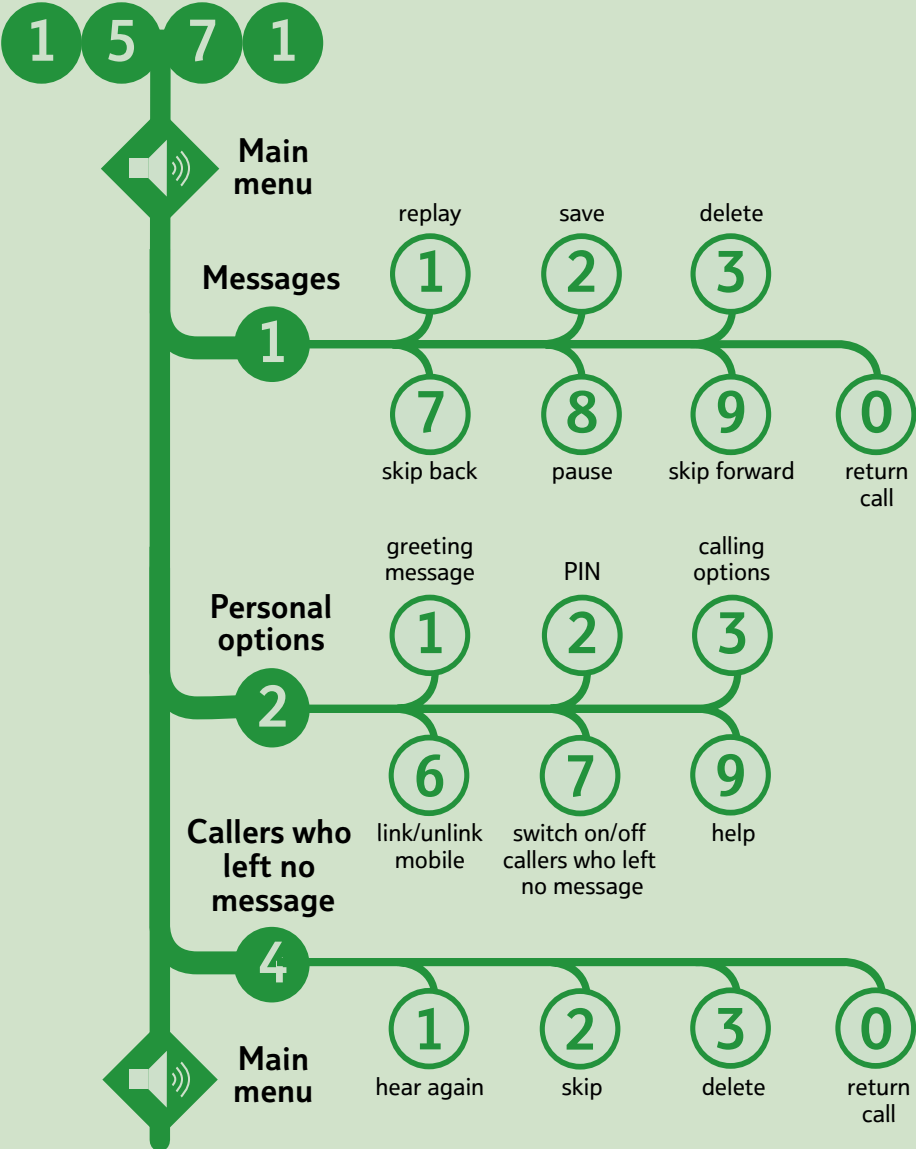 1 5 7 1
Main
menu
replay save delete
Messages
1 2 3
1
7 8 9 0
skip back pause skip forward return
call
greeting
message PIN calling
options
Personal
options
1 2 3
2
6 7 9
Callers who
left no
message
link/unlink
mobile
switch on/off
callers who left
no message
help
4
1 2 3 0
Main
menu
hear again skip delete return
call